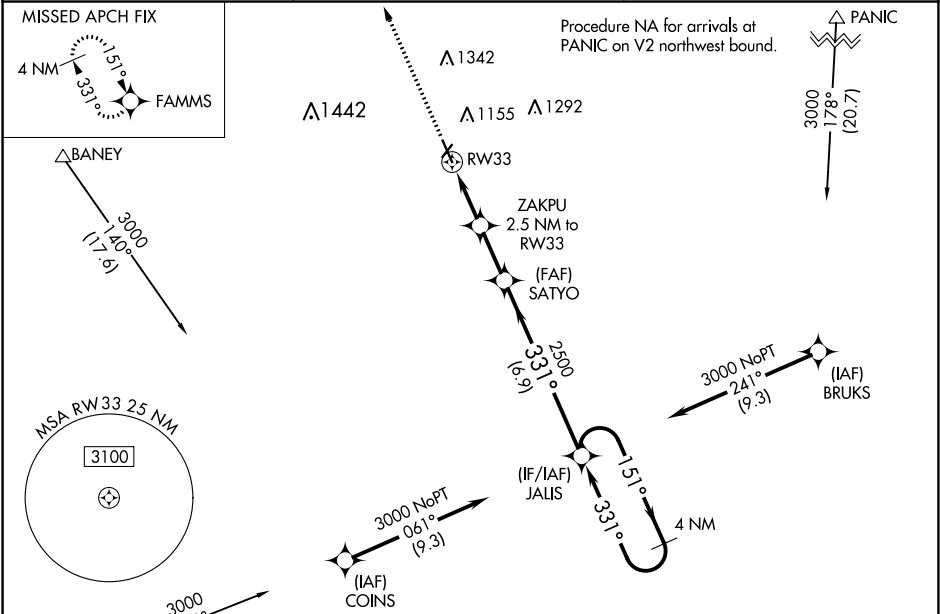 MISSED APCH FIX
4 NM
151°
331°
FAMMS
Procedure NA for arrivals at
PANIC on V2 northwest bound.
PANIC
3000
178°
(20.7)
1342
1442
1155
1292
RW33
BANEY
3000
140°
(17.6)
ZAKPU
2.5 NM to
RW33
(FAF)
SATYO
2500
331°
(6.9)
3000 NoPT
241°
(9.3)
(IAF)
BRUKS
MSA RW33 25 NM
3100
(IF/IAF)
JALIS
151°
331°
4 NM
3000 NoPT
061°
(9.3)
(IAF)
COINS
3000